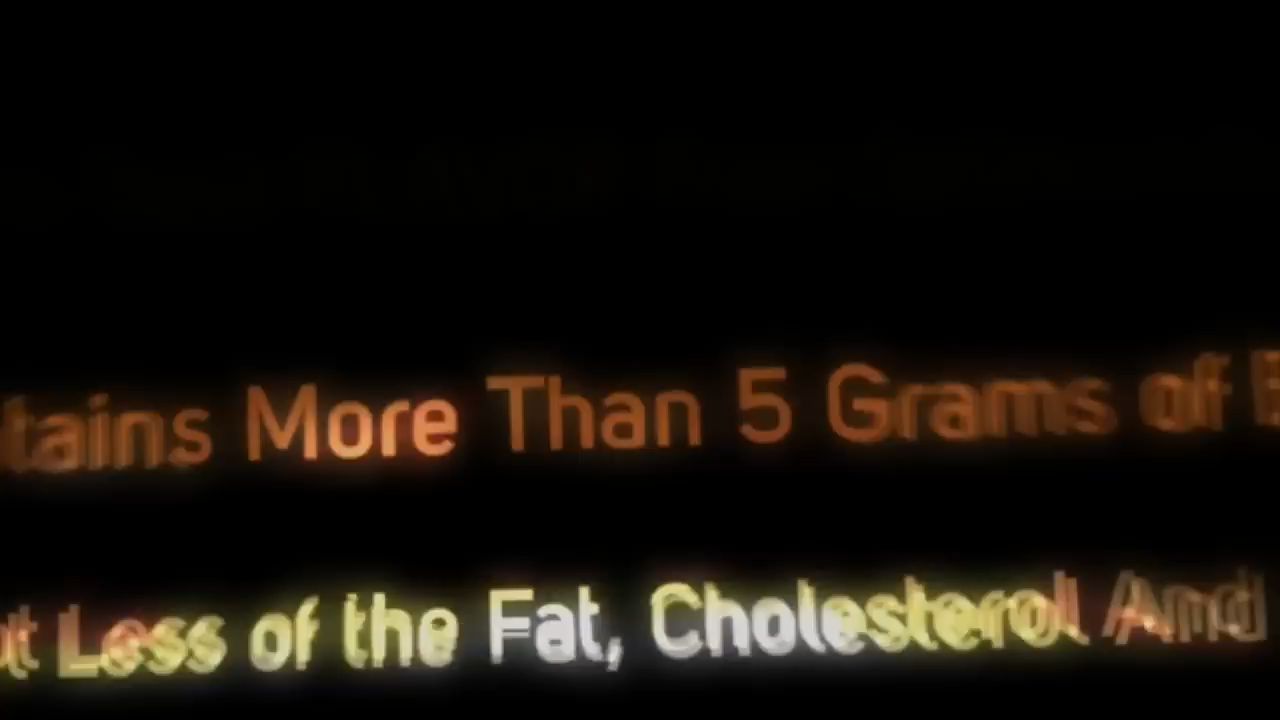 tains More Than 5 Grams of
t Less of the Fat, Cholesterol And